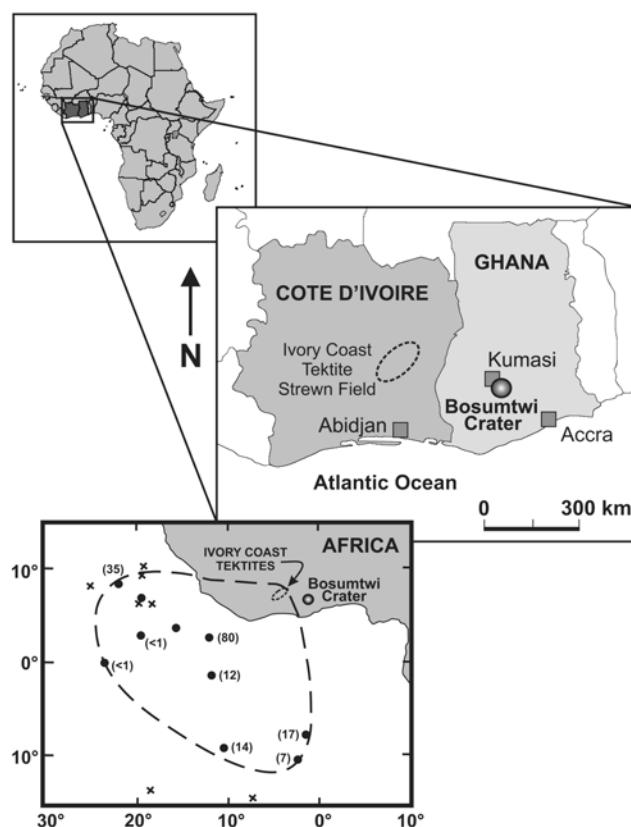 N
COTE D'IVOIRE
GHANA
Ivory Coast
Tektite
Strewn Field
Kumasi
Bosumtwi
Crater
Abidjan
Accra
Atlantic Ocean
0 300 km
AFRICA
IVORY COAST
TEKTITES
Bosumtwi
Crater
10°
(35)
(<1)
(80)
0°
(<1)
(12)
(17)
(14)
10°
(7)
30° 20° 10° 0° 10°